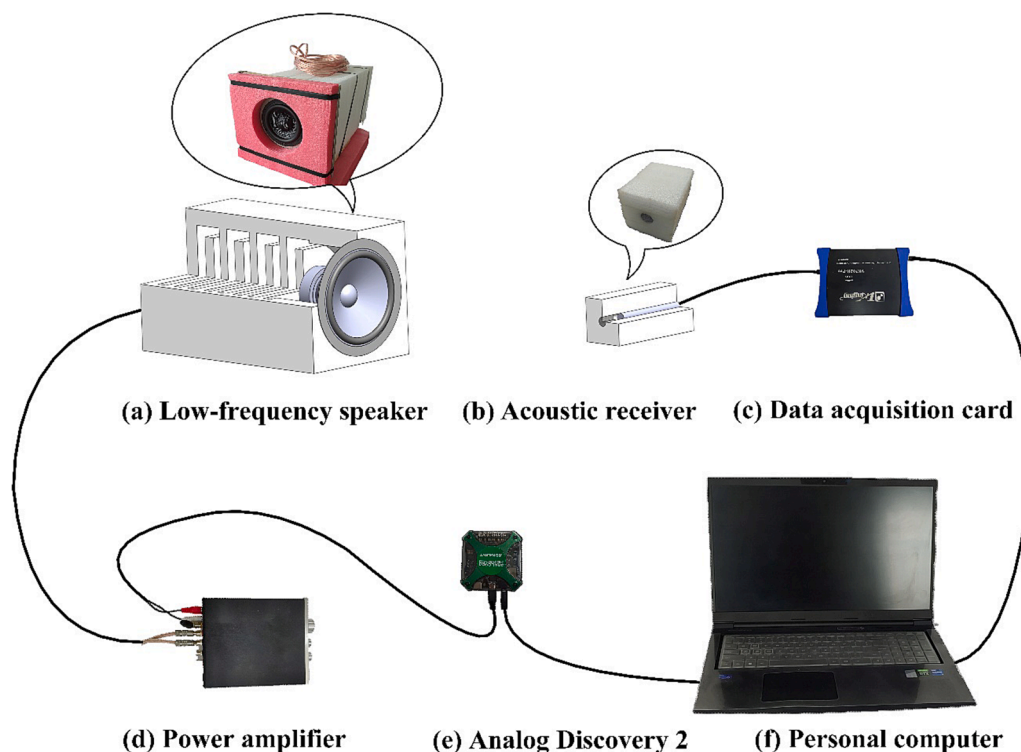 (a) Low-frequency speaker
(b) Acoustic receiver
(c) Data acquisition card
(d) Power amplifier
(e) Analog Discovery 2
(f) Personal computer